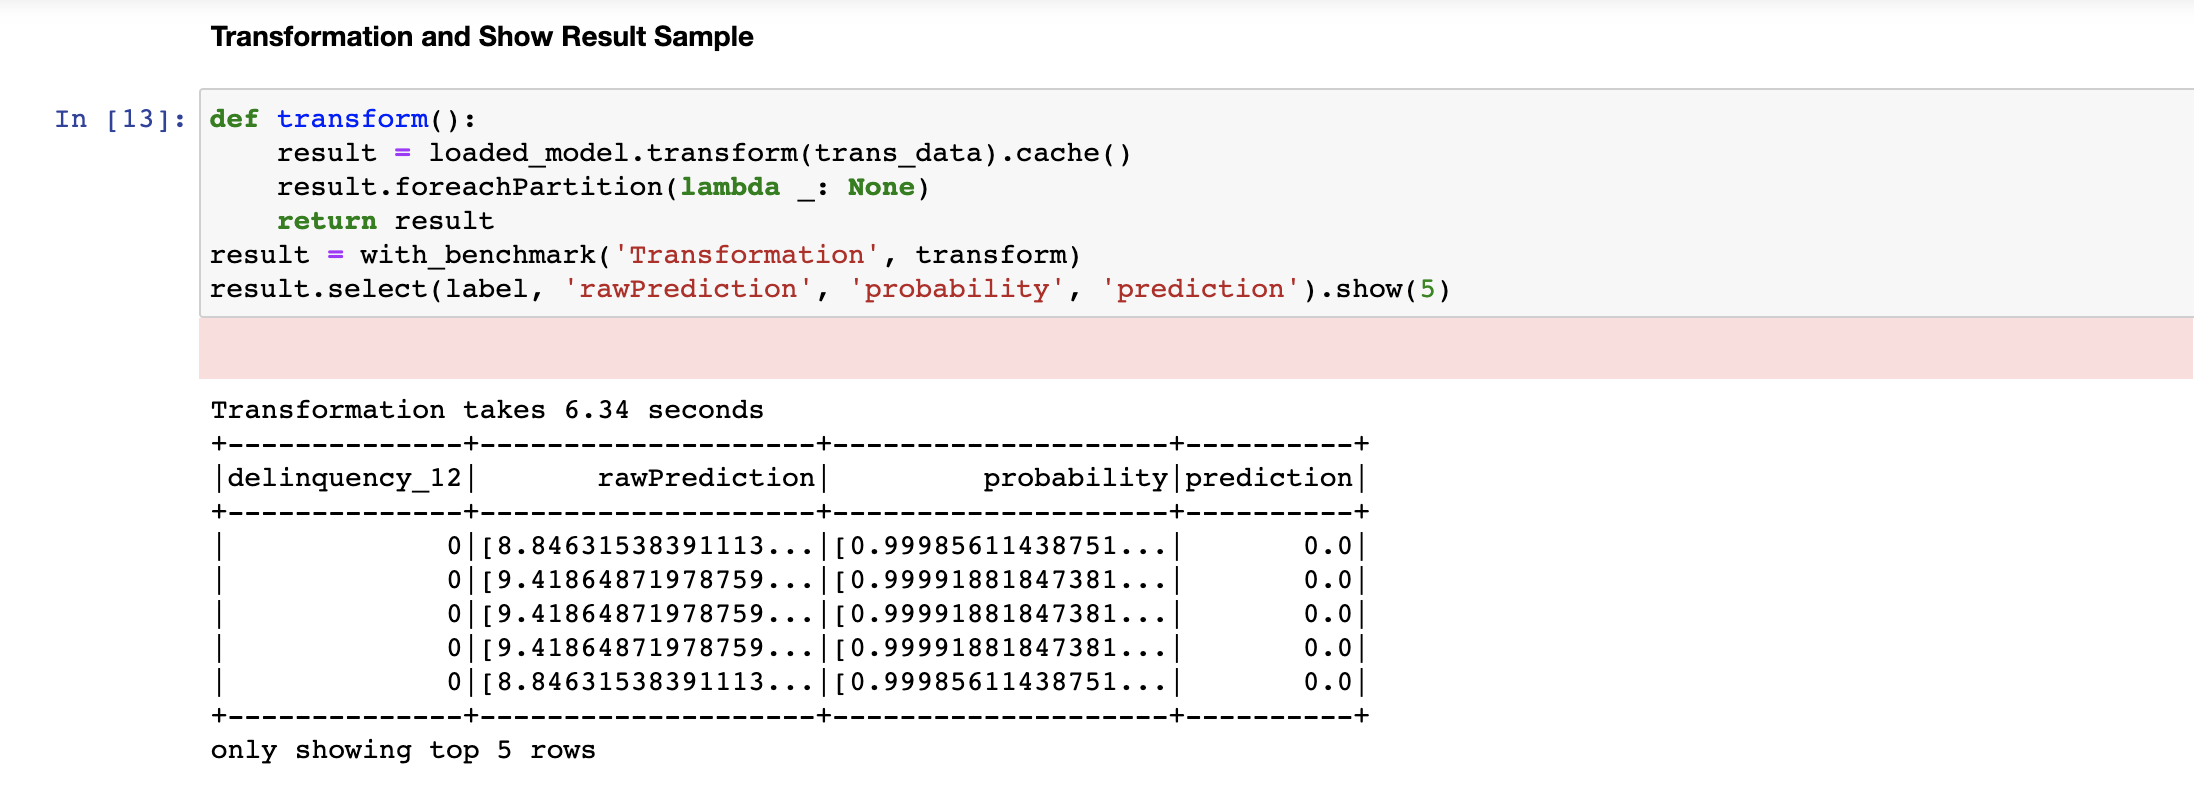 Transformation and Show Result Sample
In [13]: def transform():
    result = loaded_model.transform(trans_data).cache()
    result.foreachPartition(lambda _: None)
    return result
result = with_benchmark('Transformation', transform)
result.select(label, 'rawPrediction', 'probability', 'prediction').show(5)
Transformation takes 6.34 seconds
+--------------+--------------------+--------------------+----------+
|delinquency_12|       rawPrediction|         probability|prediction|
+--------------+--------------------+--------------------+----------+
|             0|[8.84631538391113...|[0.99985611438751...|       0.0|
|             0|[9.41864871978759...|[0.99991881847381...|       0.0|
|             0|[9.41864871978759...|[0.99991881847381...|       0.0|
|             0|[9.41864871978759...|[0.99991881847381...|       0.0|
|             0|[8.84631538391113...|[0.99985611438751...|       0.0|
+--------------+--------------------+--------------------+----------+
only showing top 5 rows